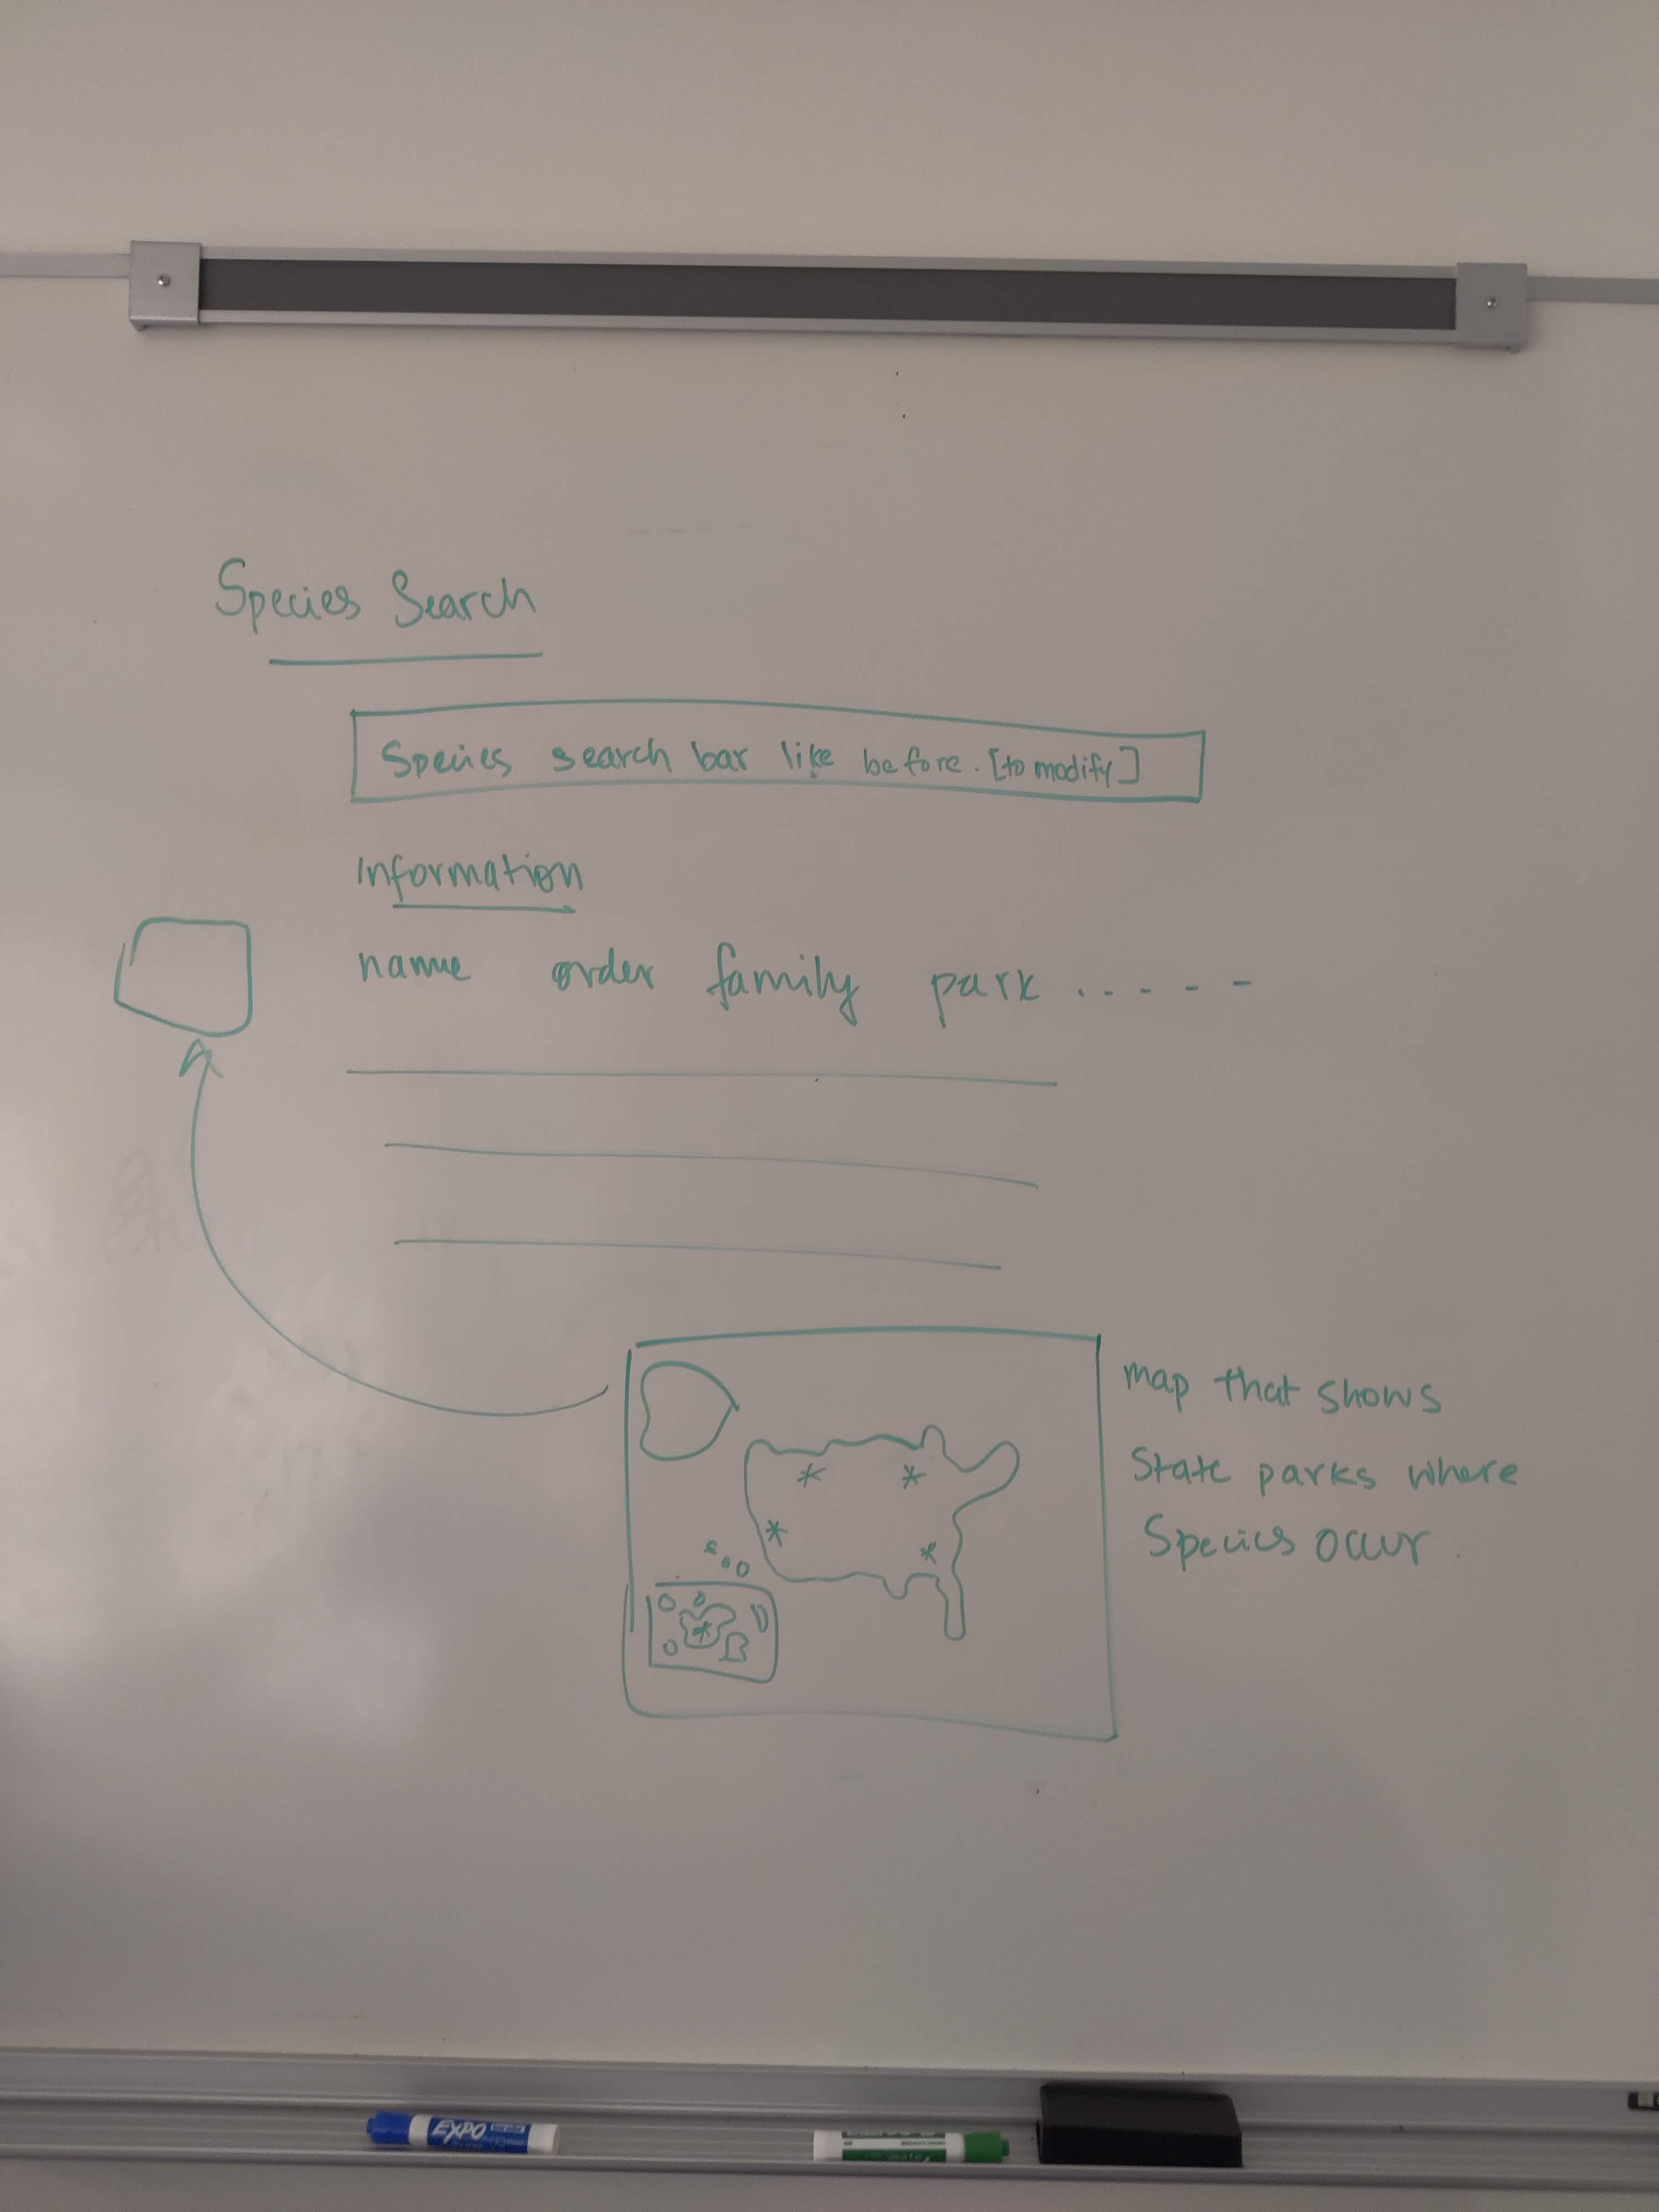 Species Search
Species search bar like before. [to modify]
Information
name order family park . . - - -
map that shows
State parks where
Species occur.
EXPO